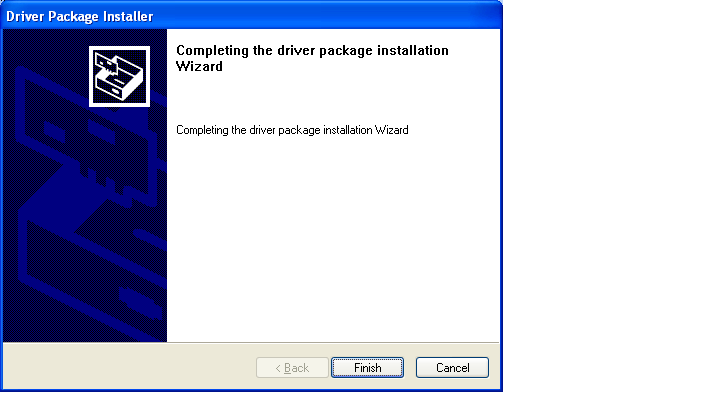 Driver Package Installer
Completing the driver package installation
Wizard
Completing the driver package installation Wizard
< Back
Finish
Cancel